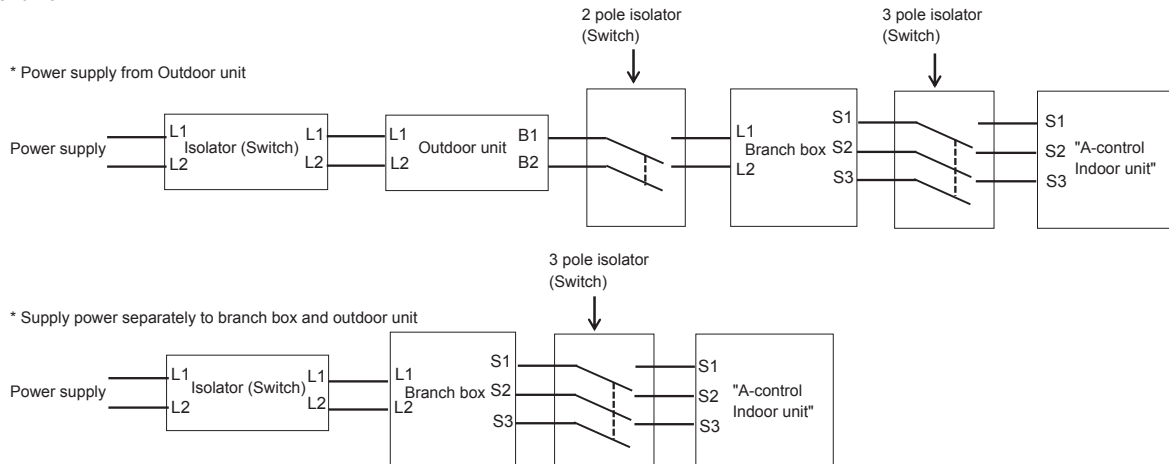 2 pole isolator
(Switch)
3 pole isolator
(Switch)
* Power supply from Outdoor unit
Power supply
L1
L2
Isolator (Switch)
L1
L2
L1
L2
Outdoor unit
B1
B2
L1
L2
Branch box
S1
S2
S3
S1
S2
S3
"A-control
Indoor unit"
3 pole isolator
(Switch)
* Supply power separately to branch box and outdoor unit
Power supply
L1
L2
Isolator (Switch)
L1
L2
L1
L2
Branch box
S1
S2
S3
S1
S2
S3
"A-control
Indoor unit"